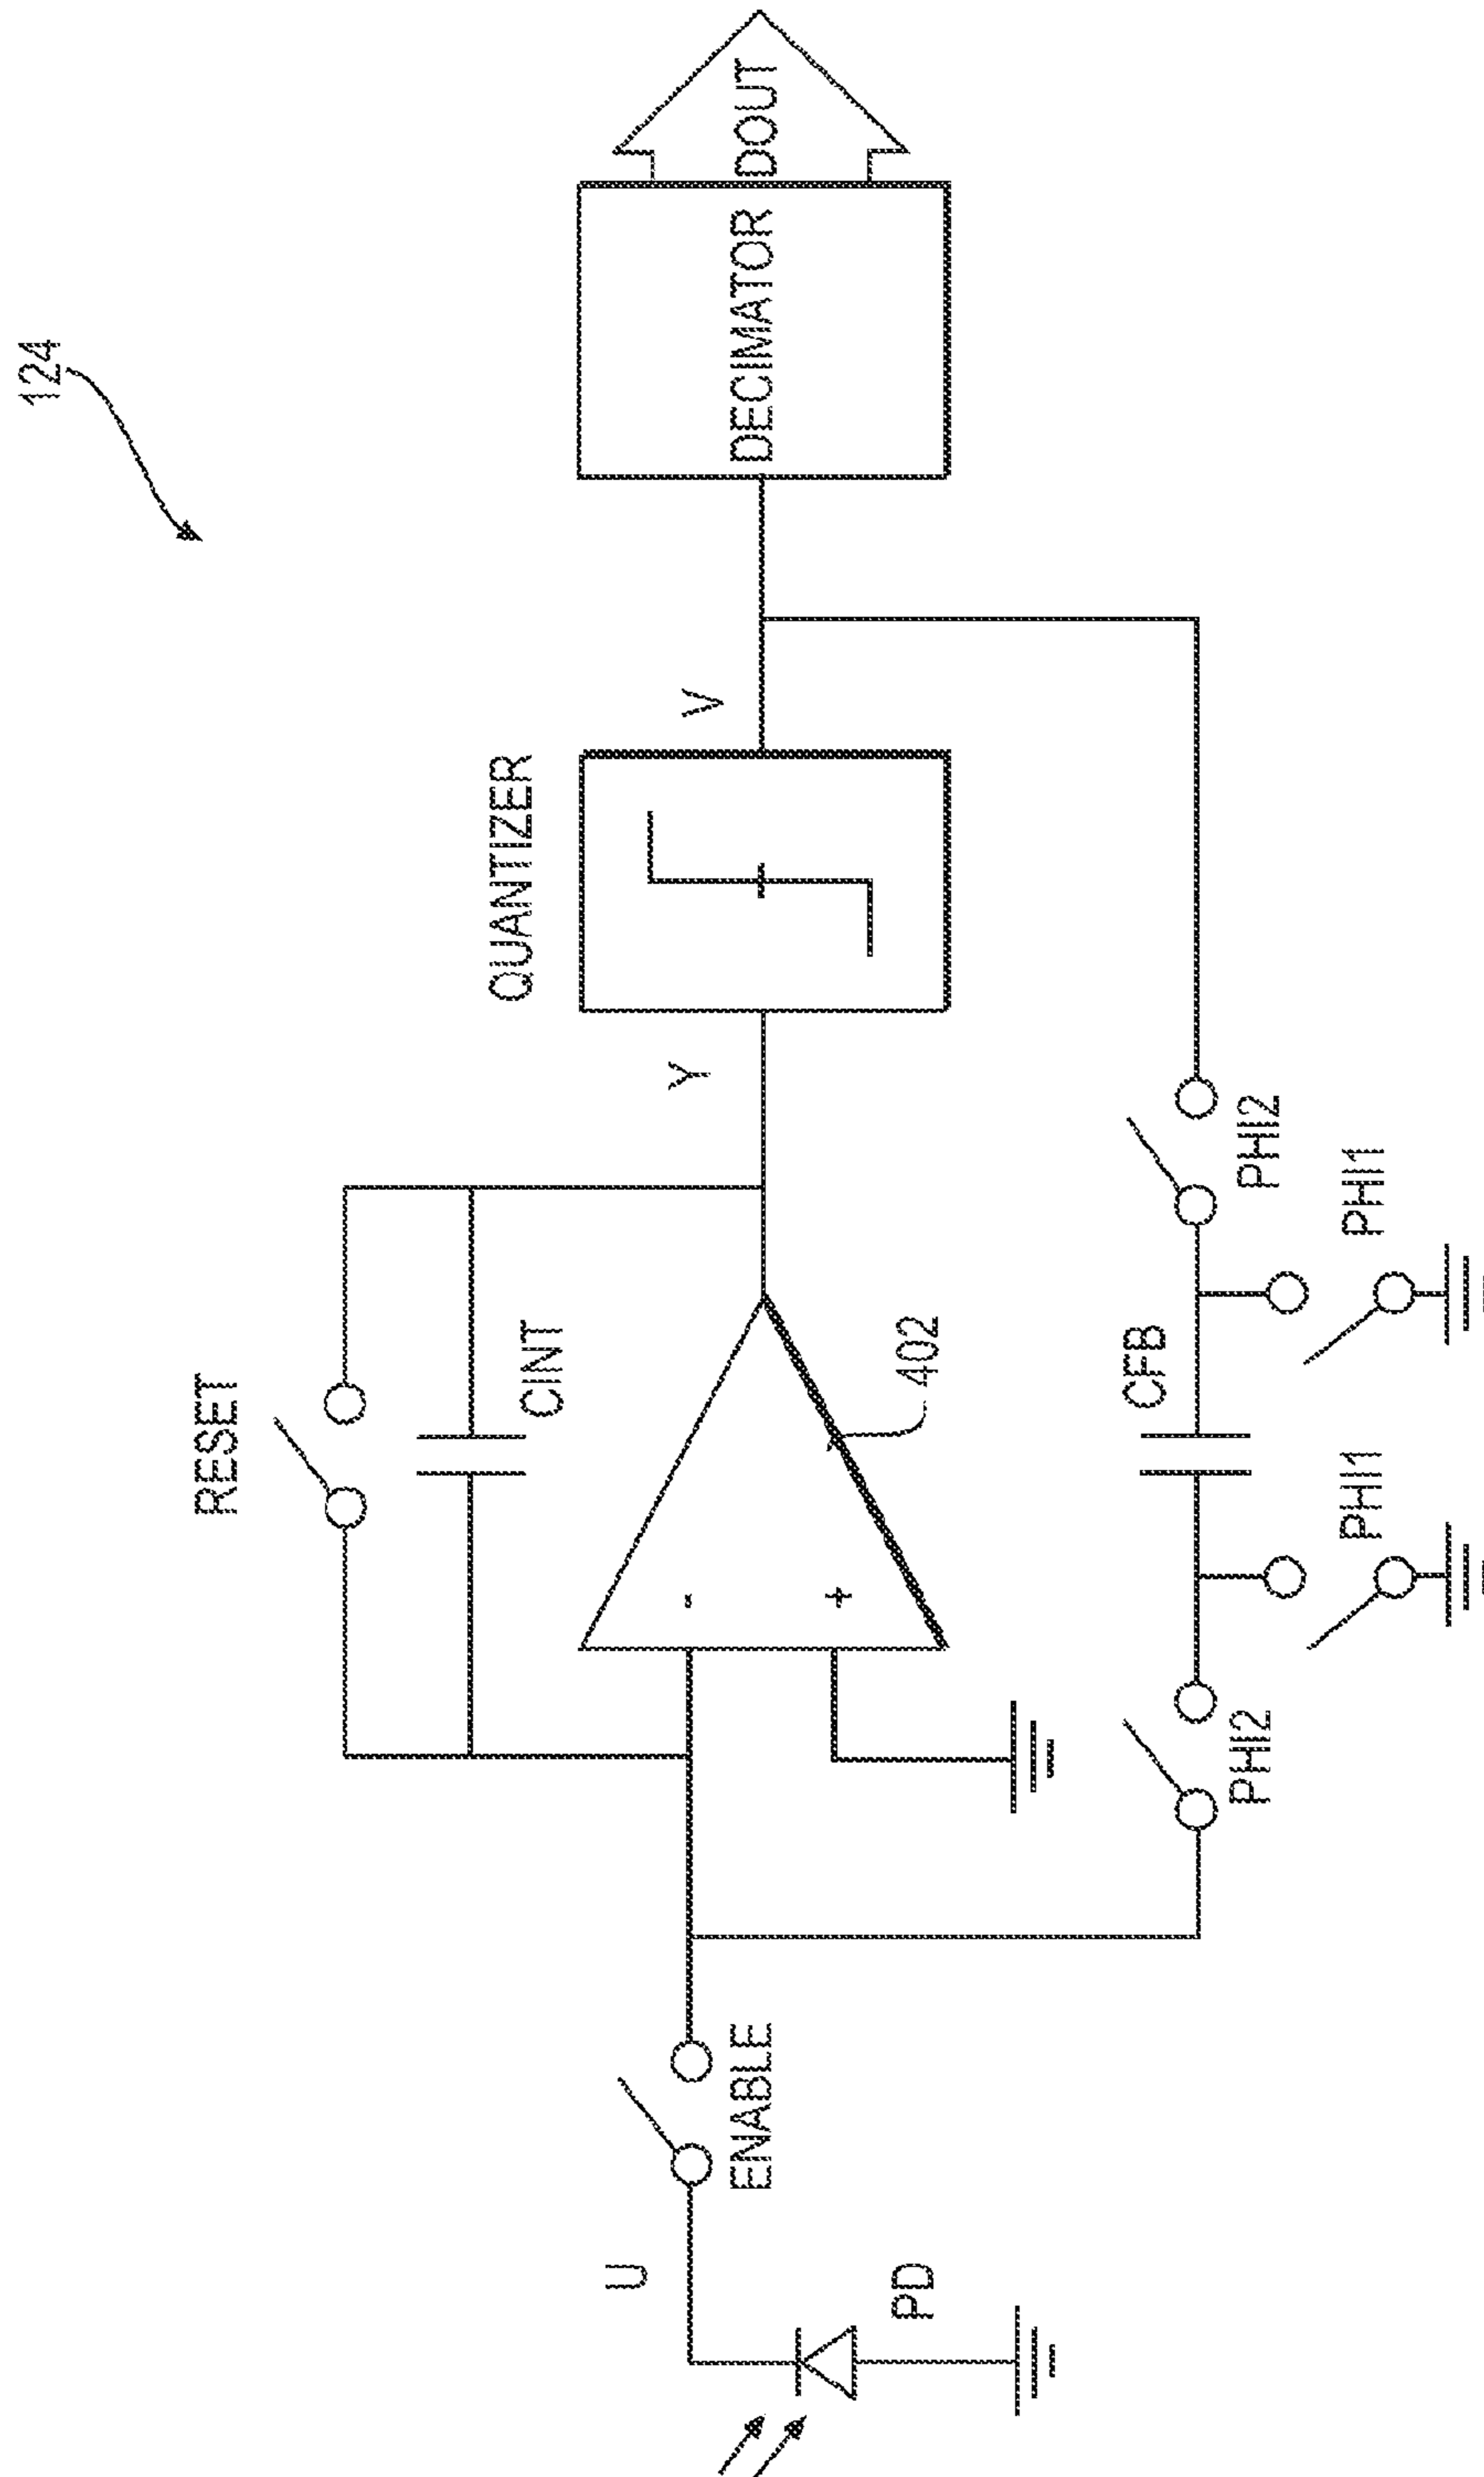 124
RESET
CINT
QUANTIZER
U
ENABLE
-
+
402
Y
V
DECIMATOR
DOUT
PD
PHI2
PHI1
CFB
PHI1
PHI2